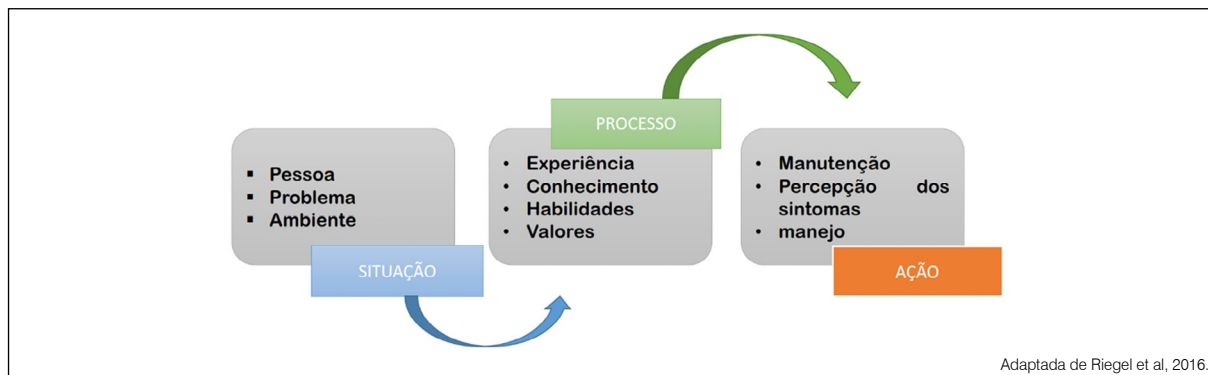 ▪ Pessoa
▪ Problema
▪ Ambiente
SITUAÇÃO
PROCESSO
• Experiência
• Conhecimento
• Habilidades
• Valores
• Manutenção
• Percepção dos
sintomas
• manejo
AÇÃO
Adaptada de Riegel et al, 2016.